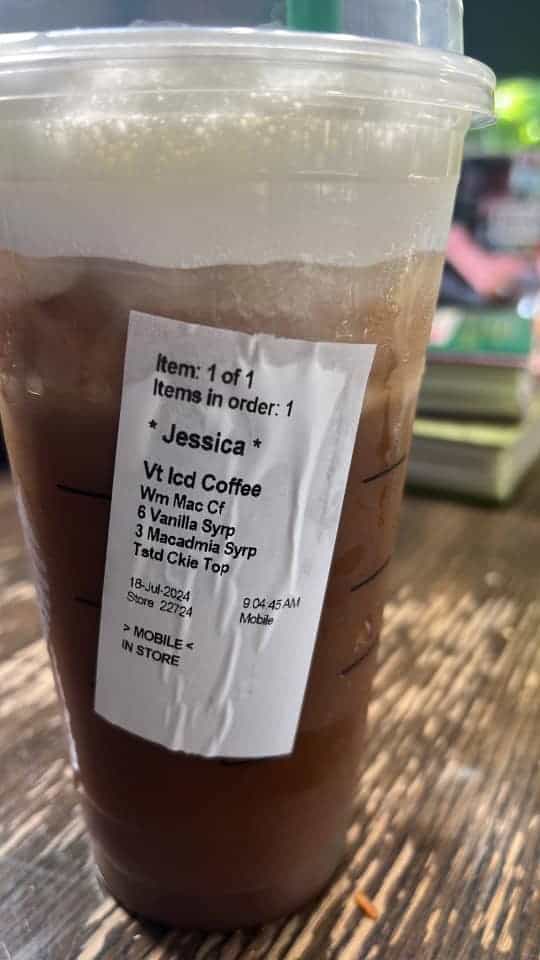 Item: 1 of 1
Items in order: 1
* Jessica *
Vt Icd Coffee
Wm Mac Cf
6 Vanilla Syrp
3 Macadmia Syrp
Tstd Ckie Top
18-Jul-2024 9:04:45 AM
Store 22724 Mobile
> MOBILE <
IN STORE